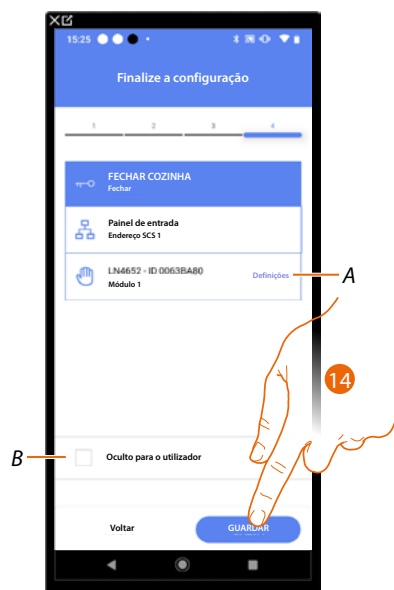 15:25
Finalize a configuração
1 2 3 4
FECHAR COZINHA
Fechar
Painel de entrada
Endereço SCS 1
LN4652 - ID 0063BA80
Definições
Módulo 1
A
14
B
Oculto para o utilizador
Voltar
GUARDAR